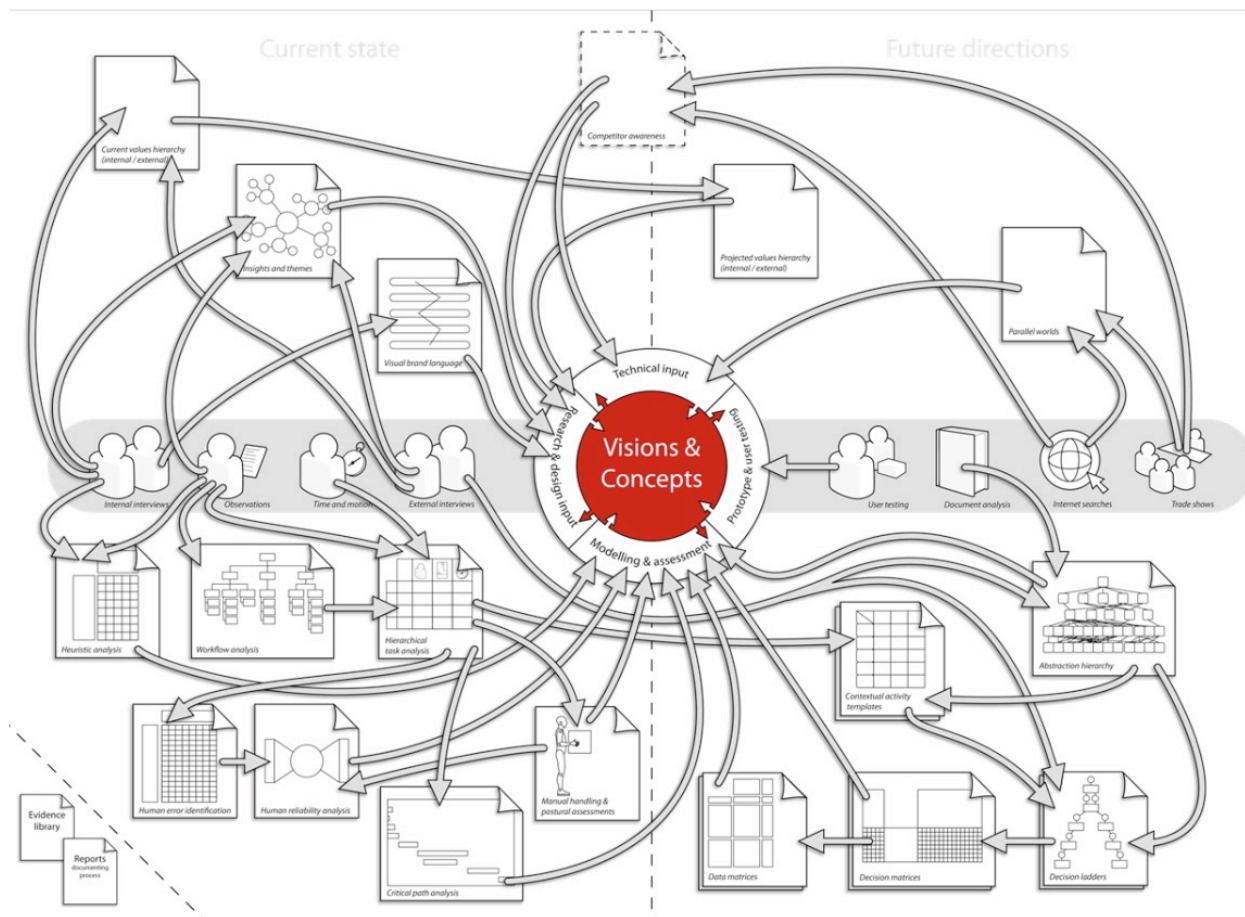 Current state
Future directions
Current values hierarchy
(internal / external)
Competitor awareness
Insights and themes
Projected values hierarchy
(internal / external)
Visual brand language
Parallel worlds
Technical input
Research & design input
Visions &
Concepts
Prototype & user testing
Modelling & assessment
Internal interviews
Observations
Time and motion
External interviews
User testing
Document analysis
Internet searches
Trade shows
Heuristic analysis
Workflow analysis
Hierarchical
task analysis
Abstraction hierarchy
Contextual activity
templates
Human error identification
Human reliability analysis
Manual handling &
postural assessments
Critical path analysis
Data matrices
Decision matrices
Decision ladders
Evidence
library
Reports
documenting
process